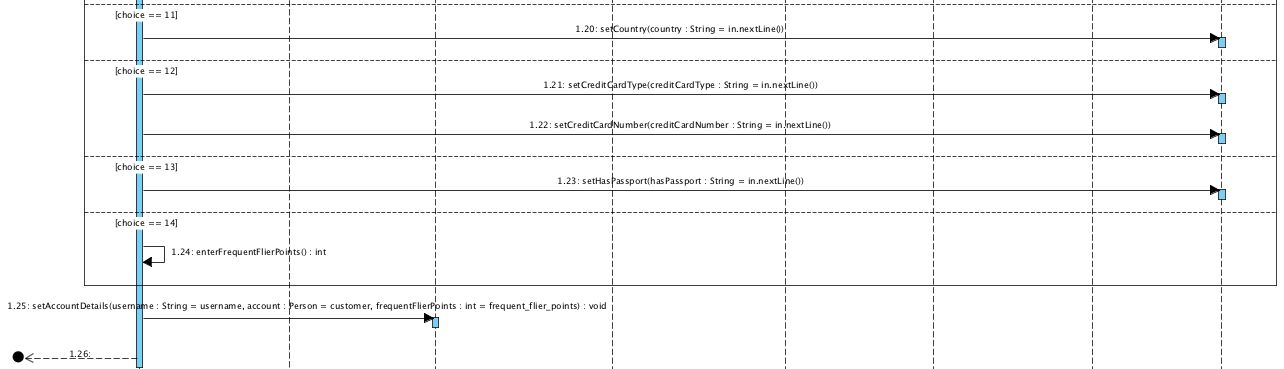 [choice == 11]
1.20: setCountry(country : String = in.nextLine())
[choice == 12]
1.21: setCreditCardType(creditCardType : String = in.nextLine())
1.22: setCreditCardNumber(creditCardNumber : String = in.nextLine())
[choice == 13]
1.23: setHasPassport(hasPassport : String = in.nextLine())
[choice == 14]
1.24: enterFrequentFlierPoints() : int
1.25: setAccountDetails(username : String = username, account : Person = customer, frequentFlierPoints : int = frequent_flier_points) : void
1.26: